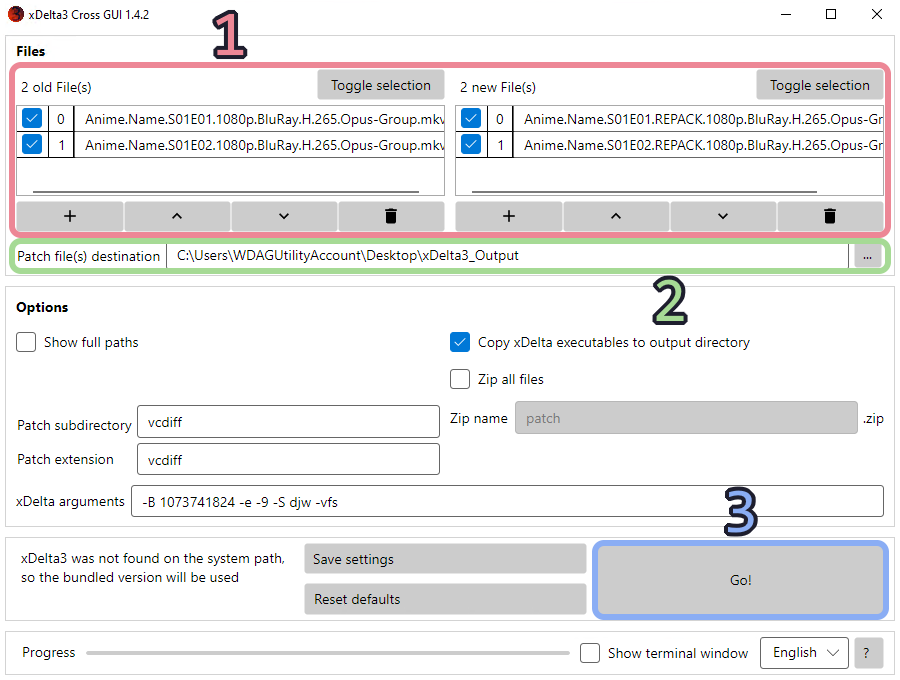 xDelta3 Cross GUI 1.4.2
1
Files
2 old File(s)
Toggle selection
2 new File(s)
Toggle selection
0 Anime.Name.S01E01.1080p.BluRay.H.265.Opus-Group.mkv
0 Anime.Name.S01E01.REPACK.1080p.BluRay.H.265.Opus-Gr
1 Anime.Name.S01E02.1080p.BluRay.H.265.Opus-Group.mkv
1 Anime.Name.S01E02.REPACK.1080p.BluRay.H.265.Opus-Gr
Patch file(s) destination C:\Users\WDAGUtilityAccount\Desktop\xDelta3_Output ...
2
Options
Show full paths
Copy xDelta executables to output directory
Zip all files
Patch subdirectory vcdiff
Zip name patch .zip
Patch extension vcdiff
xDelta arguments -B 1073741824 -e -9 -S djw -vfs
3
xDelta3 was not found on the system path,
so the bundled version will be used
Save settings
Reset defaults
Go!
Progress
Show terminal window
English
?